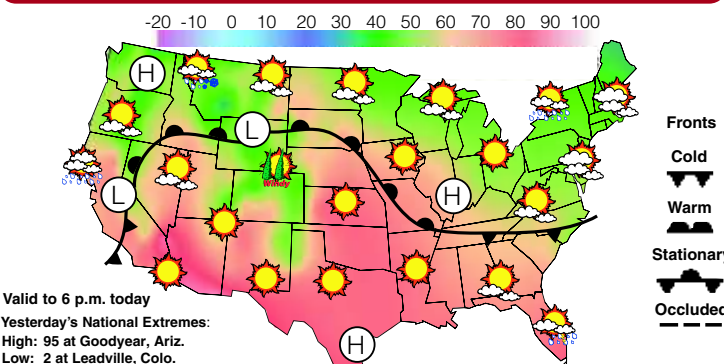 -20 -10 0 10 20 30 40 50 60 70 80 90 100
H
L
Windy
L
H
H
Fronts
Cold
Warm
Stationary
Occluded
Valid to 6 p.m. today
Yesterday's National Extremes:
High: 95 at Goodyear, Ariz.
Low: 2 at Leadville, Colo.